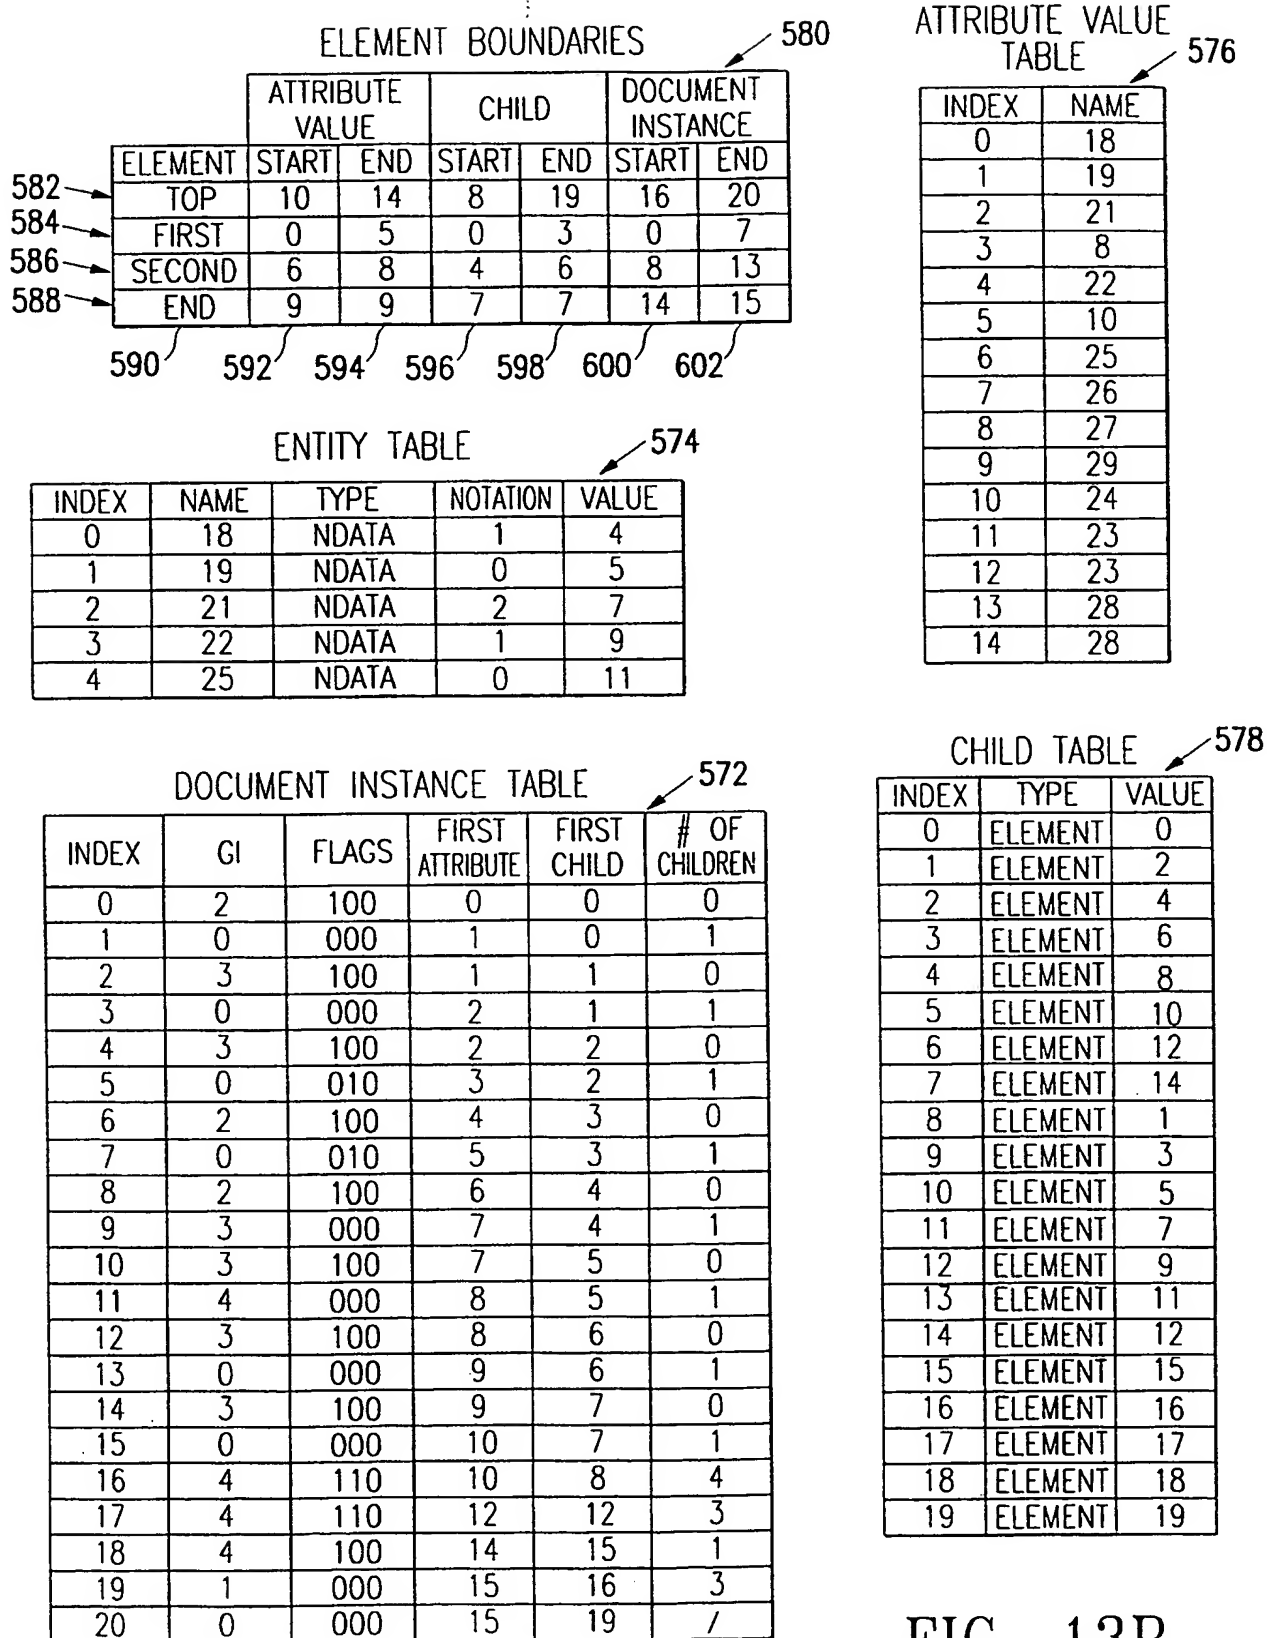 ELEMENT BOUNDARIES
580
ATTRIBUTE VALUE CHILD DOCUMENT INSTANCE
ELEMENT START END START END START END
582 TOP 10 14 8 19 16 20
584 FIRST 0 5 0 3 0 7
586 SECOND 6 8 4 6 8 13
588 END 9 9 7 7 14 15
590 592 594 596 598 600 602
ATTRIBUTE VALUE
TABLE
576
INDEX NAME
0 18
1 19
2 21
3 8
4 22
5 10
6 25
7 26
8 27
9 29
10 24
11 23
12 23
13 28
14 28
ENTITY TABLE
574
INDEX NAME TYPE NOTATION VALUE
0 18 NDATA 1 4
1 19 NDATA 0 5
2 21 NDATA 2 7
3 22 NDATA 1 9
4 25 NDATA 0 11
DOCUMENT INSTANCE TABLE
572
INDEX GI FLAGS FIRST ATTRIBUTE FIRST CHILD # OF CHILDREN
0 2 100 0 0 0
1 0 000 1 0 1
2 3 100 1 1 0
3 0 000 2 1 1
4 3 100 2 2 0
5 0 010 3 2 1
6 2 100 4 3 0
7 0 010 5 3 1
8 2 100 6 4 0
9 3 000 7 4 1
10 3 100 7 5 0
11 4 000 8 5 1
12 3 100 8 6 0
13 0 000 9 6 1
14 3 100 9 7 0
15 0 000 10 7 1
16 4 110 10 8 4
17 4 110 12 12 3
18 4 100 14 15 1
19 1 000 15 16 3
20 0 000 15 19 /
CHILD TABLE
578
INDEX TYPE VALUE
0 ELEMENT 0
1 ELEMENT 2
2 ELEMENT 4
3 ELEMENT 6
4 ELEMENT 8
5 ELEMENT 10
6 ELEMENT 12
7 ELEMENT 14
8 ELEMENT 1
9 ELEMENT 3
10 ELEMENT 5
11 ELEMENT 7
12 ELEMENT 9
13 ELEMENT 11
14 ELEMENT 12
15 ELEMENT 15
16 ELEMENT 16
17 ELEMENT 17
18 ELEMENT 18
19 ELEMENT 19
FIG. 13B